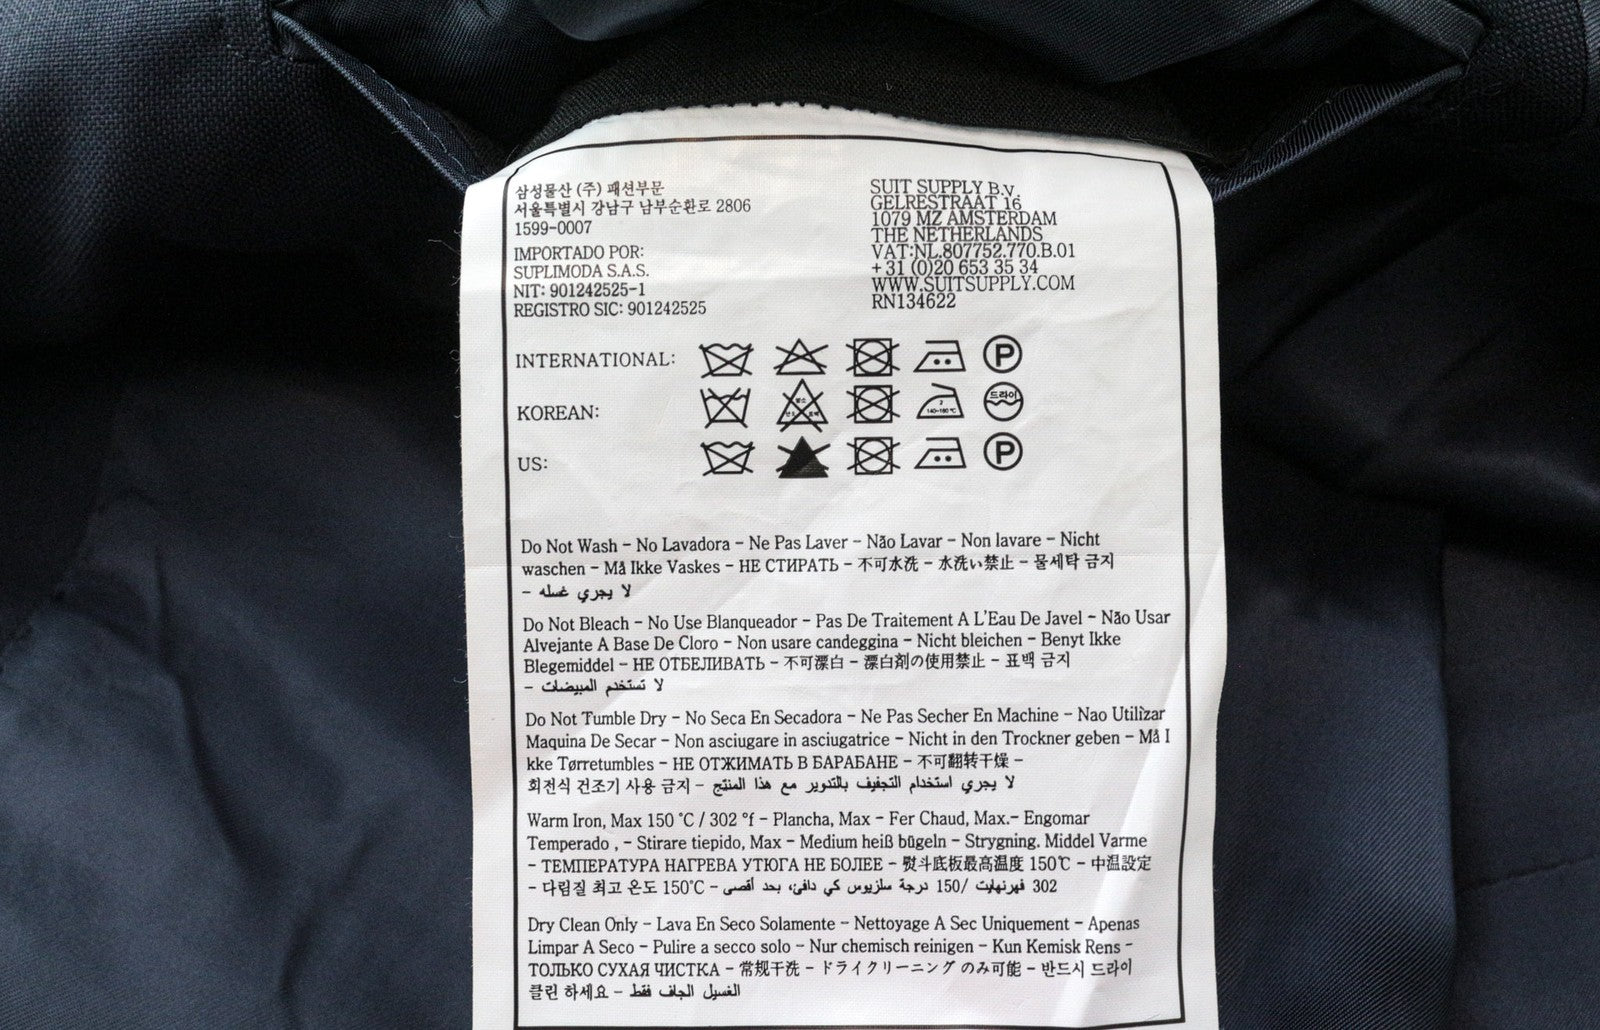 삼성물산 (주) 패션부문
서울특별시 강남구 남부순환로 2806
1599-0007
IMPORTADO POR:
SUPLIMODA S.A.S.
NIT: 901242525-1
REGISTRO SIC: 901242525
SUIT SUPPLY B.V.
GELRESTRAAT 16
1079 MZ AMSTERDAM
THE NETHERLANDS
VAT:NL.807752.770.B.01
+31 (0)20 653 35 34
WWW.SUITSUPPLY.COM
RN134622
INTERNATIONAL:
P
KOREAN:
2
140~160 ℃
드라이
US:
P
Do Not Wash - No Lavadora - Ne Pas Laver - Não Lavar - Non lavare - Nicht
waschen - Må Ikke Vaskes - НЕ СТИРАТЬ - 不可水洗 - 水洗い禁止 - 물세탁 금지
- لا يجري غسله
Do Not Bleach - No Use Blanqueador - Pas De Traitement A L'Eau De Javel - Não Usar
Alvejante A Base De Cloro - Non usare candeggina - Nicht bleichen - Benyt Ikke
Blegemiddel - НЕ ОТБЕЛИВАТЬ - 不可漂白 - 漂白剤の使用禁止 - 표백 금지
- لا تستخدم المبيضات
Do Not Tumble Dry - No Seca En Secadora - Ne Pas Secher En Machine - Nao Utilizar
Maquina De Secar - Non asciugare in asciugatrice - Nicht in den Trockner geben - Må I
kke Tørretumbles - НЕ ОТЖИМАТЬ В БАРАБАНЕ - 不可翻转干燥 -
회전식 건조기 사용 금지 - لا يجري استخدام التجفيف بالتدوير مع هذا المنتج
Warm Iron, Max 150 °C / 302 °f - Plancha, Max - Fer Chaud, Max.- Engomar
Temperado , - Stirare tiepido, Max - Medium heiß bügeln - Strygning. Middel Varme
- ТЕМПЕРАТУРА НАГРЕВА УТЮГА НЕ БОЛЕЕ - 熨斗底板最高温度 150℃ - 中温設定
- 다림질 최고 온도 150℃ - 302 فهرنهايت /150 درجة سلزيوس كي دافئ، بحد أقصى
Dry Clean Only - Lava En Seco Solamente - Nettoyage A Sec Uniquement - Apenas
Limpar A Seco - Pulire a secco solo - Nur chemisch reinigen - Kun Kemisk Rens -
ТОЛЬКО СУХАЯ ЧИСТКА - 常规干洗 - ドライクリーニング のみ可能 - 반드시 드라이
클린 하세요 - الغسيل الجاف فقط